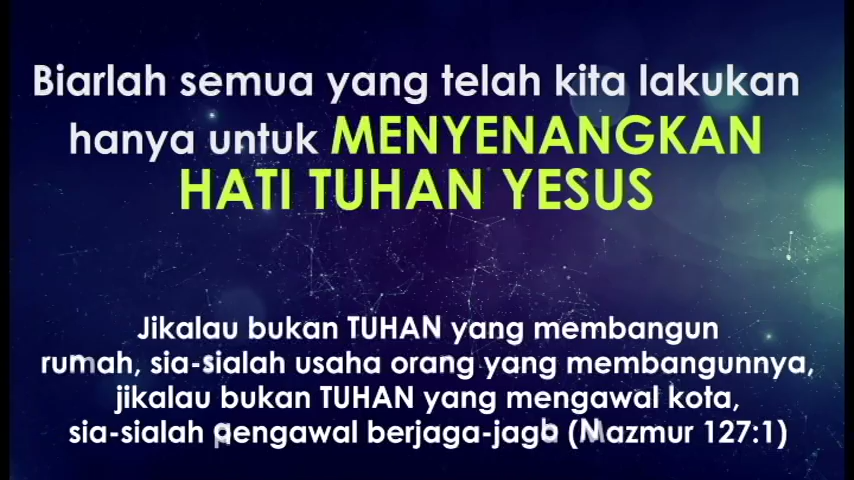 Biarlah semua yang telah kita lakukan
hanya untuk MENYENANGKAN
HATI TUHAN YESUS
Jikalau bukan TUHAN yang membangun
rumah, sia-sialah usaha orang yang membangunnya,
jikalau bukan TUHAN yang mengawal kota,
sia-sialah pengawal berjaga-jaga (Mazmur 127:1)